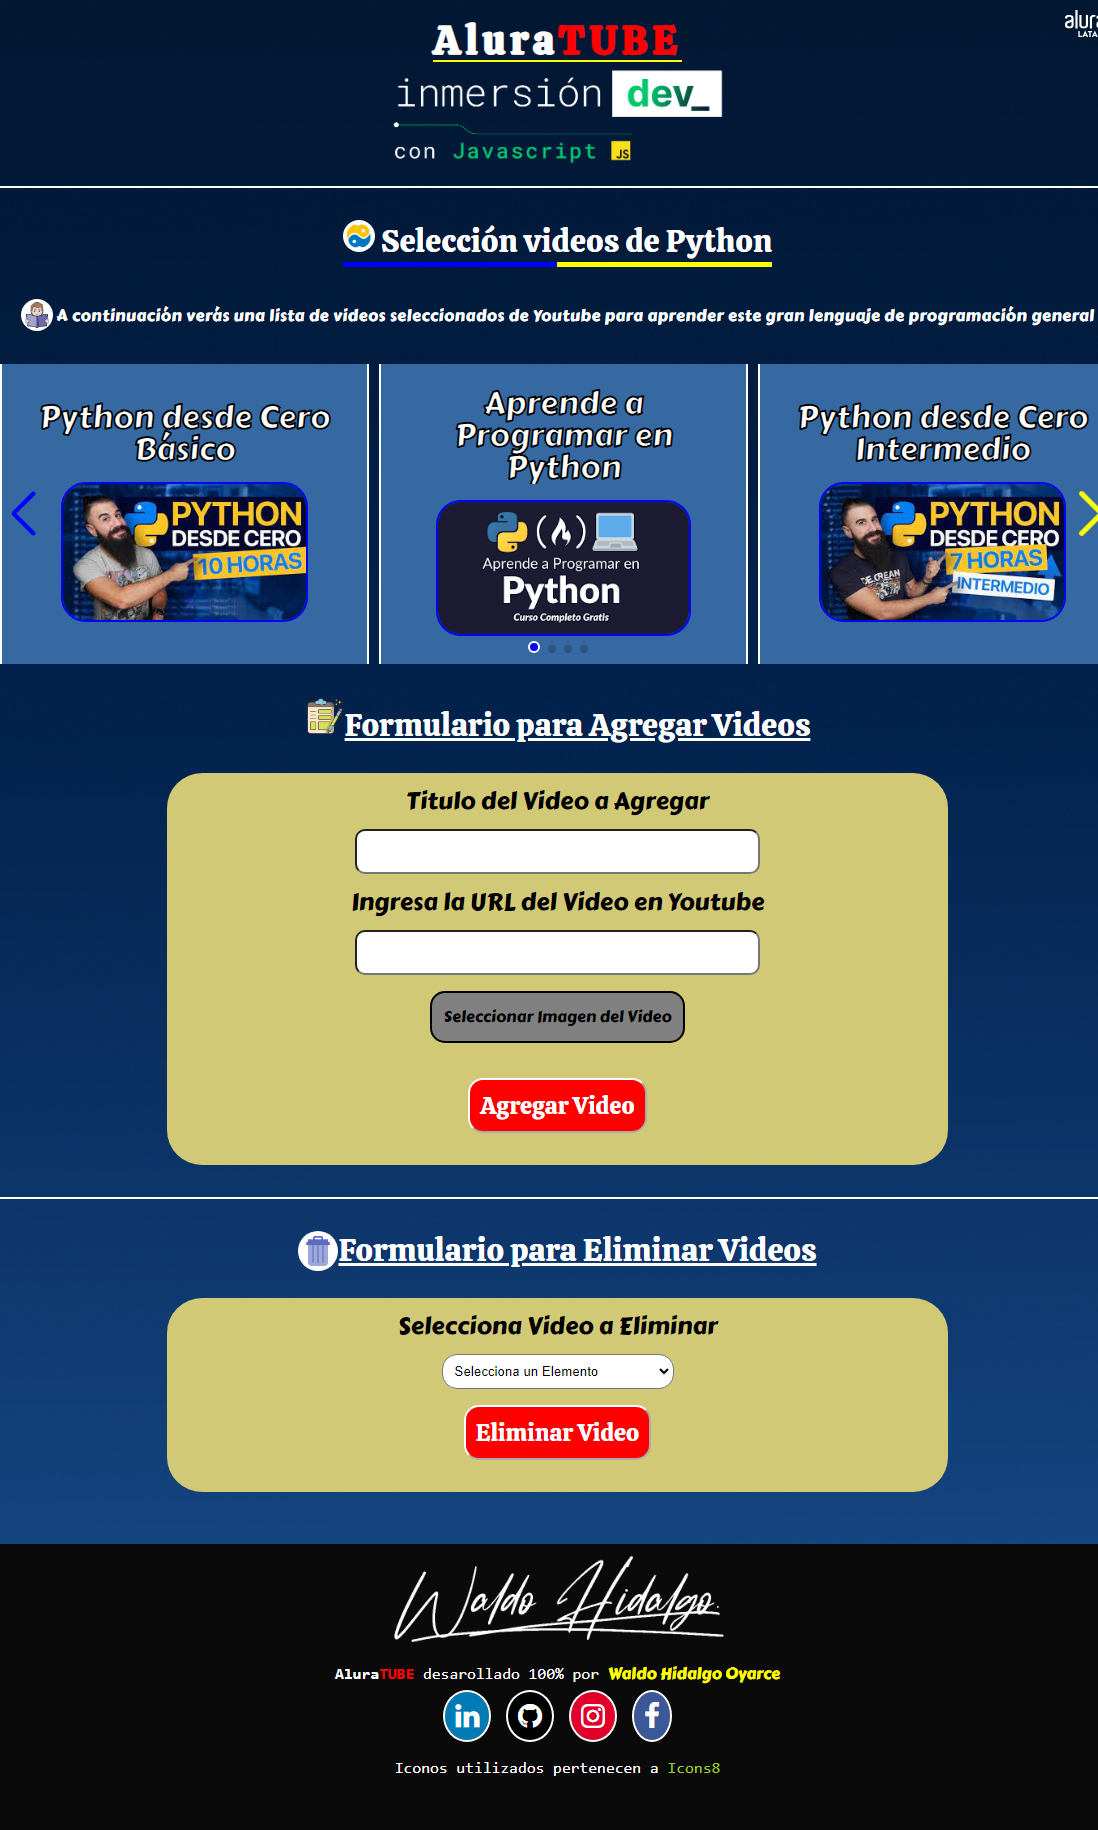 AluraTUBE
inmersión dev_
con Javascript JS
Selección videos de Python
A continuación verás una lista de videos seleccionados de Youtube para aprender este gran lenguaje de programación general
Python desde Cero
Básico
PYTHON
DESDE CERO
10 HORAS
Aprende a
Programar en
Python
Aprende a Programar en
Python
Curso Completo Gratis
Python desde Cero
Intermedio
PYTHON
DESDE CERO
7 HORAS
INTERMEDIO
Formulario para Agregar Videos
Titulo del Video a Agregar
Ingresa la URL del Video en Youtube
Seleccionar Imagen del Video
Agregar Video
Formulario para Eliminar Videos
Selecciona Video a Eliminar
Selecciona un Elemento
Eliminar Video
Waldo Hidalgo.
AluraTUBE desarollado 100% por Waldo Hidalgo Oyarce
in
f
Iconos utilizados pertenecen a Icons8